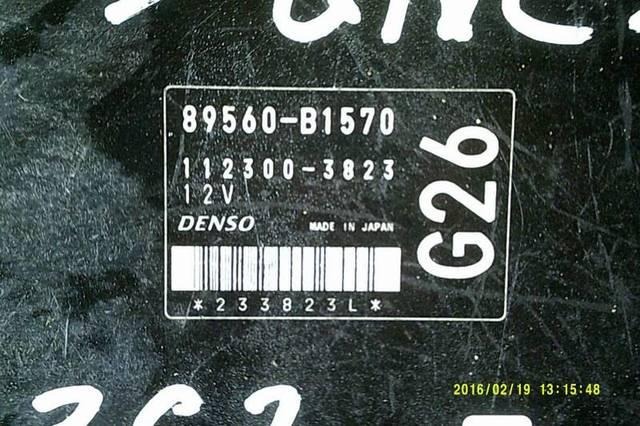 89560-B1570
112300-3823
12V
DENSO MADE IN JAPAN
G26
*233823L*
2016/02/19 13:15:48